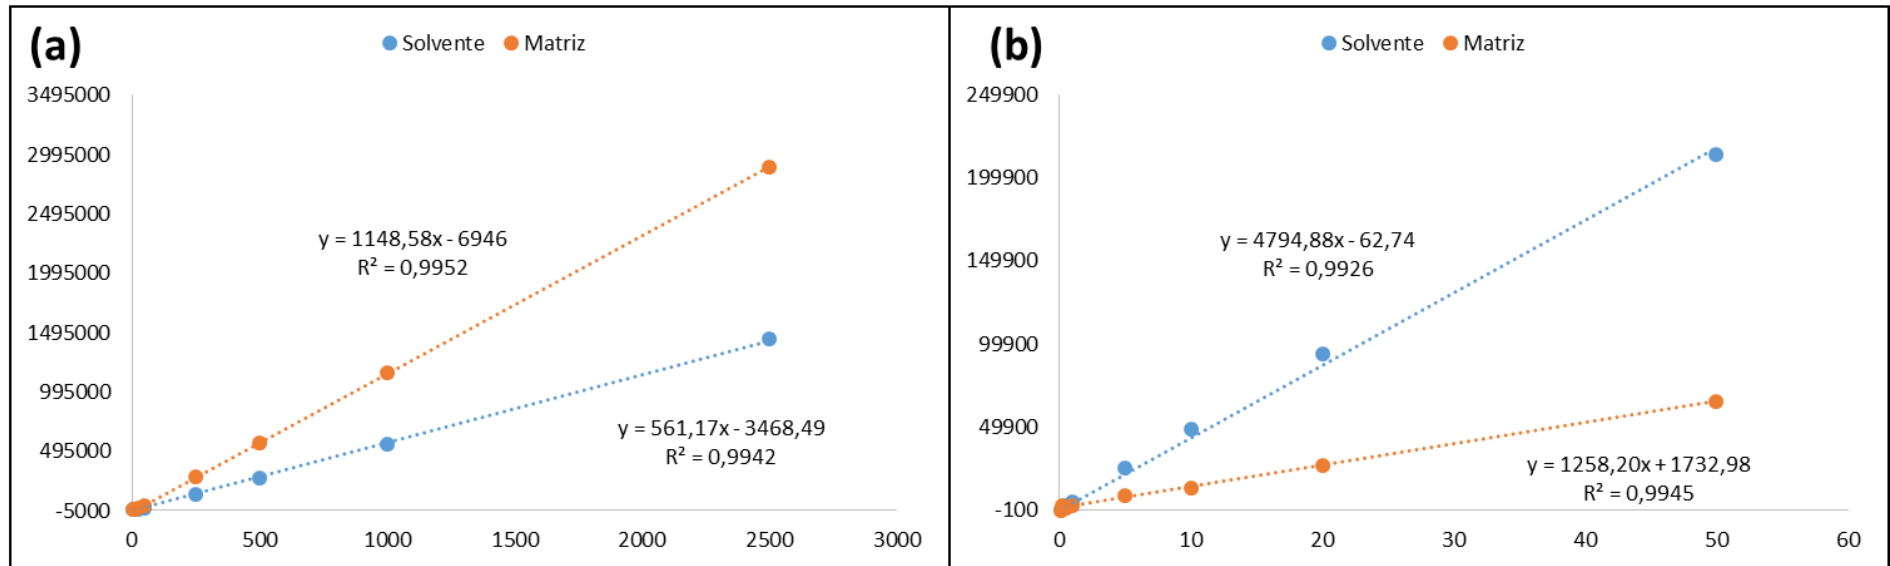 (a)
Solvente
Matriz
3495000
2995000
2495000
1995000
1495000
995000
495000
-5000
0
500
1000
1500
2000
2500
3000
y = 1148,58x - 6946
R² = 0,9952
y = 561,17x - 3468,49
R² = 0,9942
(b)
Solvente
Matriz
249900
199900
149900
99900
49900
-100
0
10
20
30
40
50
60
y = 4794,88x - 62,74
R² = 0,9926
y = 1258,20x + 1732,98
R² = 0,9945